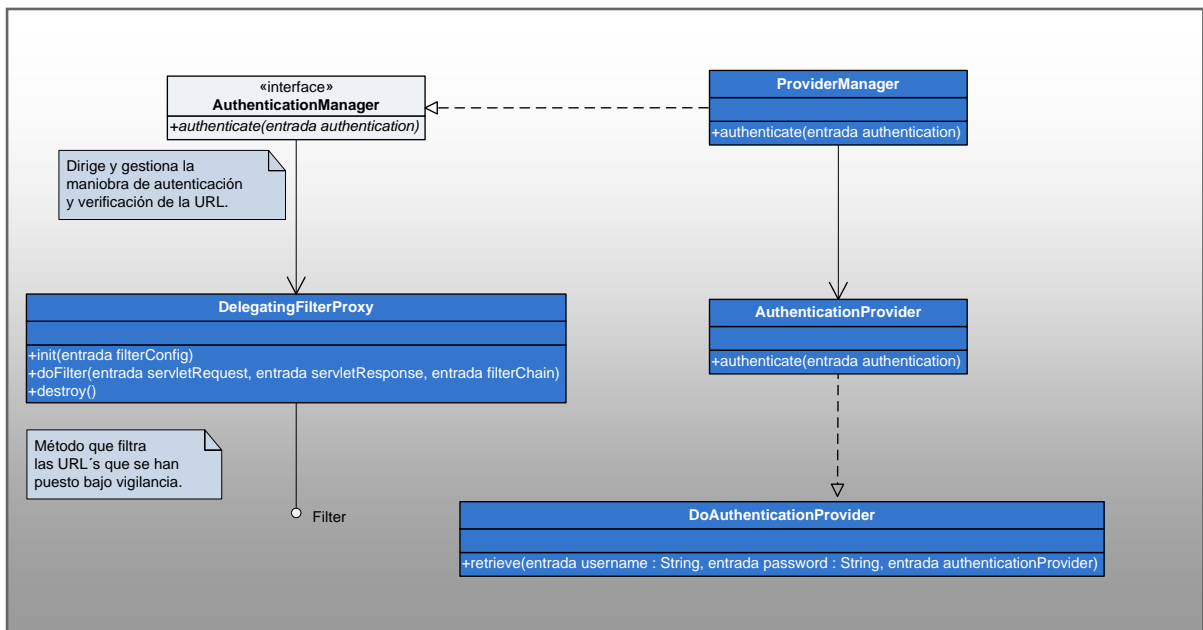 «interface»
AuthenticationManager
+authenticate(entrada authentication)
ProviderManager
+authenticate(entrada authentication)
Dirige y gestiona la
maniobra de autenticación
y verificación de la URL.
DelegatingFilterProxy
+init(entrada filterConfig)
+doFilter(entrada servletRequest, entrada servletResponse, entrada filterChain)
+destroy()
AuthenticationProvider
+authenticate(entrada authentication)
Método que filtra
las URL´s que se han
puesto bajo vigilancia.
Filter
DoAuthenticationProvider
+retrieve(entrada username : String, entrada password : String, entrada authenticationProvider)